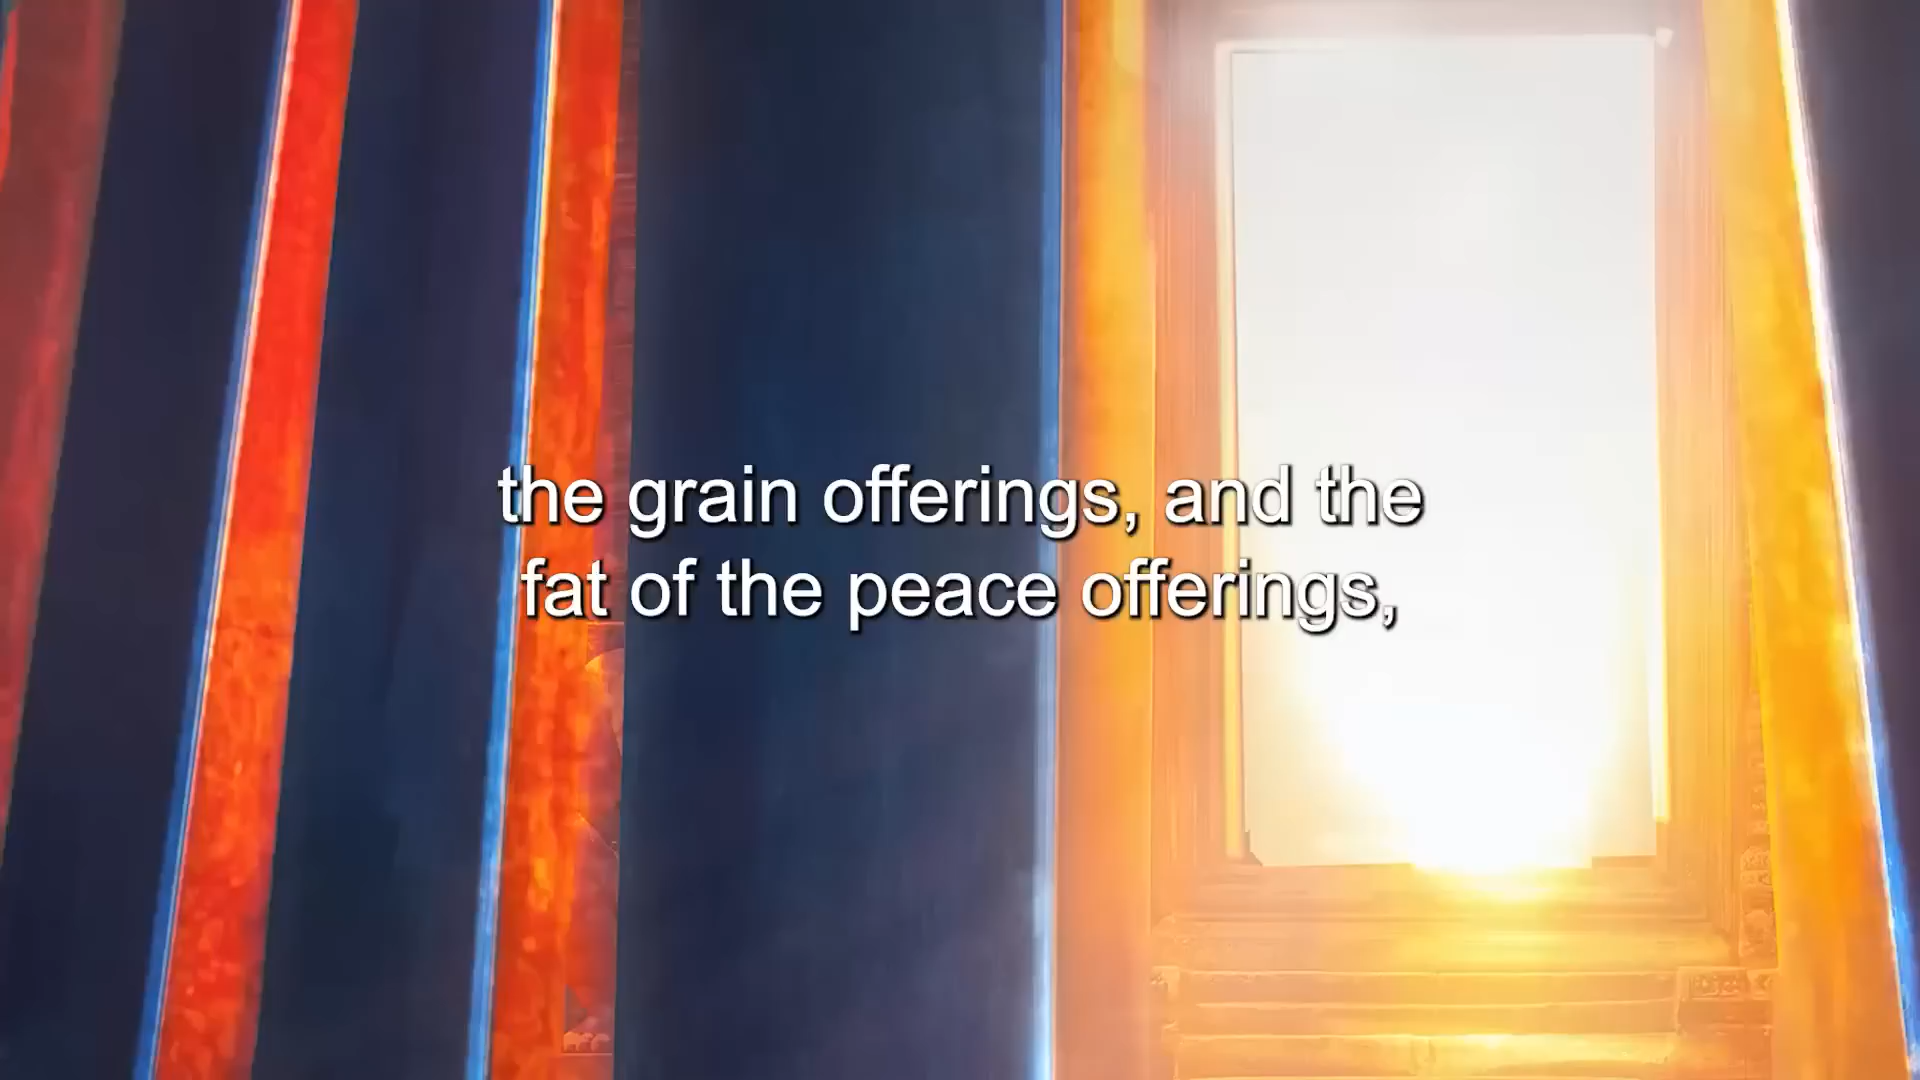 the grain offerings, and the
fat of the peace offerings,